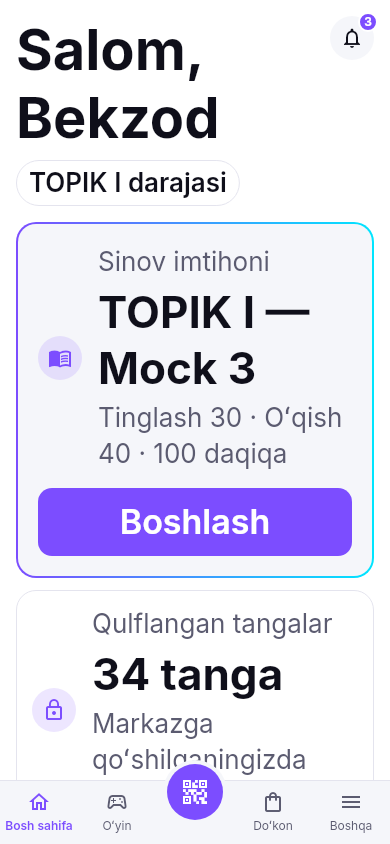 Salom,
3
Bekzod
TOPIK I darajasi
Sinov imtihoni
TOPIK I —
Mock 3
Tinglash 30 · Oʻqish
40 · 100 daqiqa
Boshlash
Qulflangan tangalar
34 tanga
Markazga
qoʻshilganingizda
Bosh sahifa
Oʻyin
Doʻkon
Boshqa